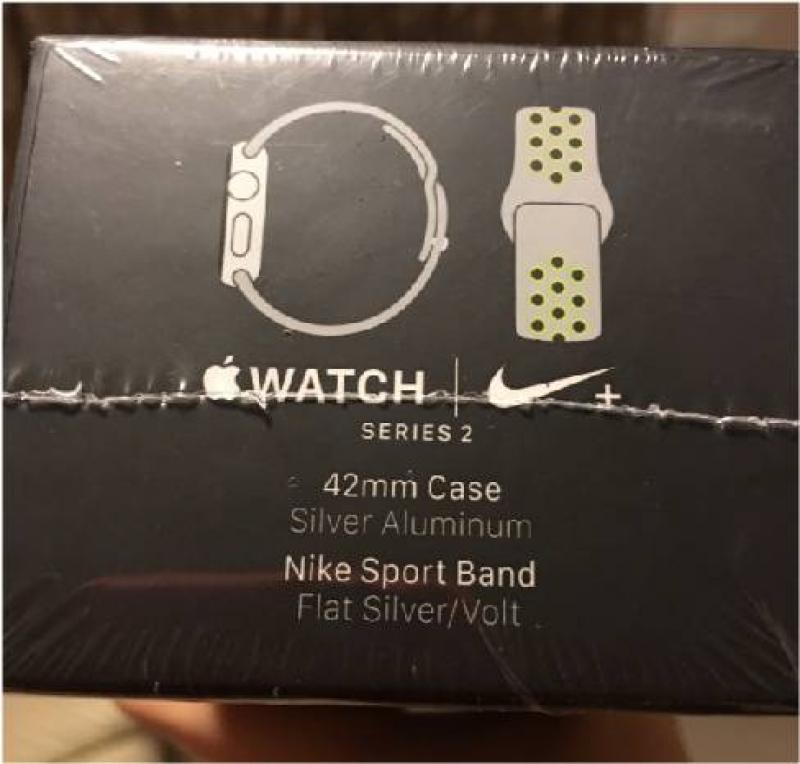 WATCH +
SERIES 2
42mm Case
Silver Aluminum
Nike Sport Band
Flat Silver/Volt